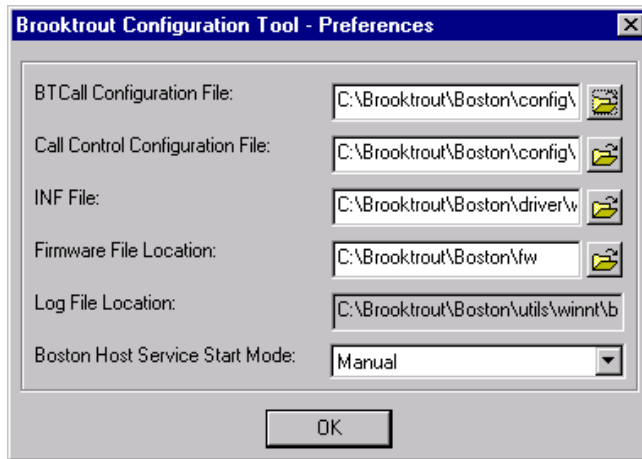 Brooktrout Configuration Tool - Preferences
BTCall Configuration File: C:\Brooktrout\Boston\config\
Call Control Configuration File: C:\Brooktrout\Boston\config\
INF File: C:\Brooktrout\Boston\driver\w
Firmware File Location: C:\Brooktrout\Boston\fw
Log File Location: C:\Brooktrout\Boston\utils\winnt\b
Boston Host Service Start Mode: Manual
OK